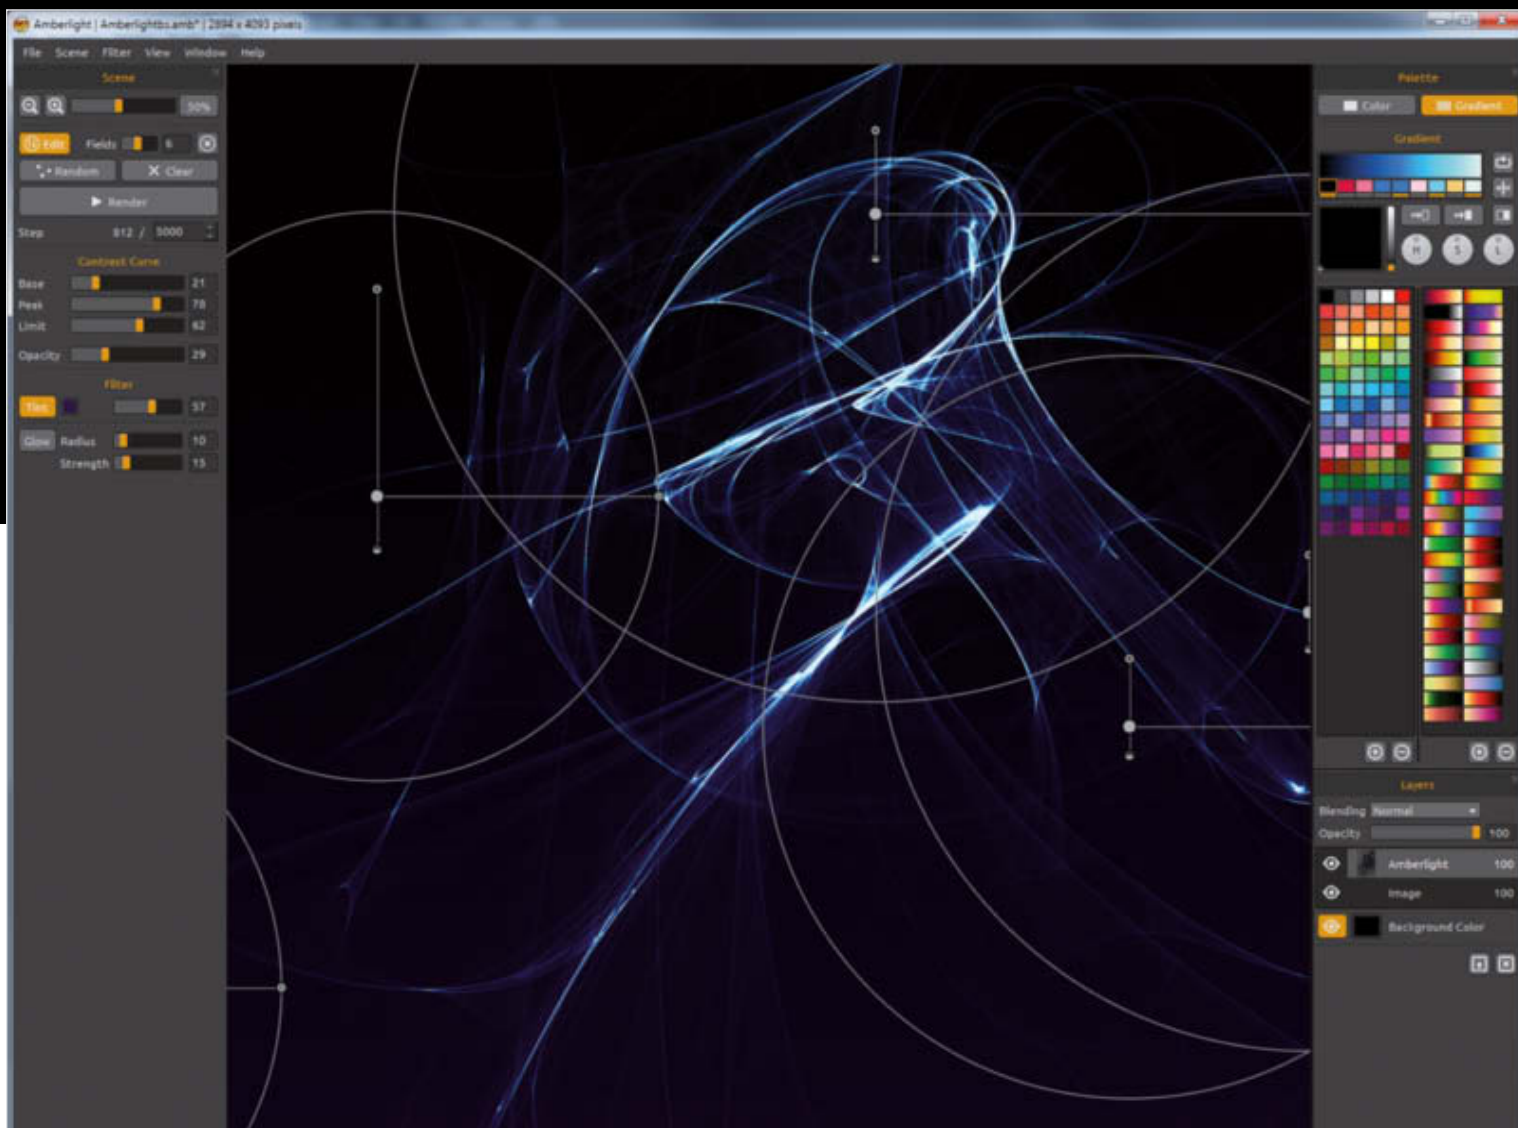 Amberlight | Amberlightbs.amb* | 2894 x 4093 pixels
File Scene Filter View Window Help
Scene
50%
Edit Fields 6
Random Clear
Render
Step 812 / 5000
Contrast Curve
Base 21
Peak 78
Limit 62
Opacity 29
Filter
Tint 57
Glow Radius 10
Strength 15
Palette
Color Gradient
Gradient
H S L
Layers
Blending Normal
Opacity 100
Amberlight 100
Image 100
Background Color